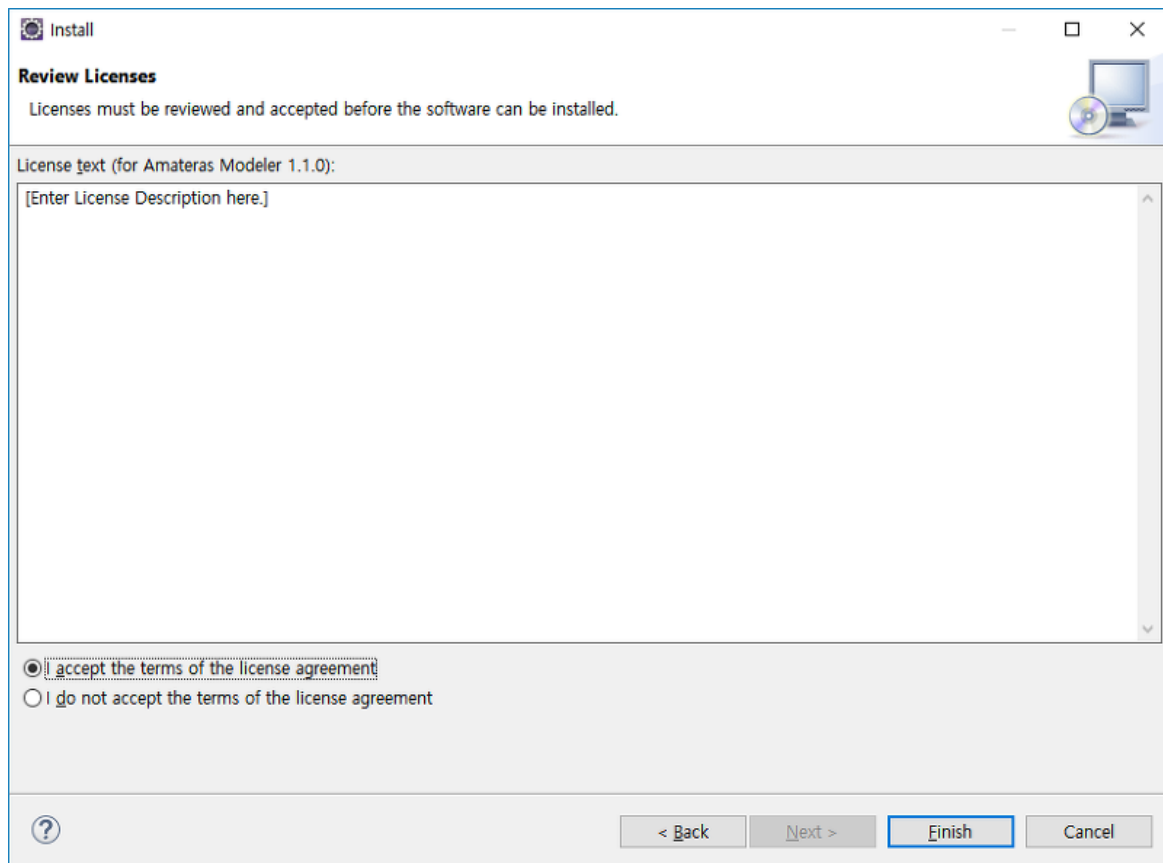 Install
Review Licenses
Licenses must be reviewed and accepted before the software can be installed.
License text (for Amateras Modeler 1.1.0):
[Enter License Description here.]
I accept the terms of the license agreement
I do not accept the terms of the license agreement
< Back Next > Finish Cancel